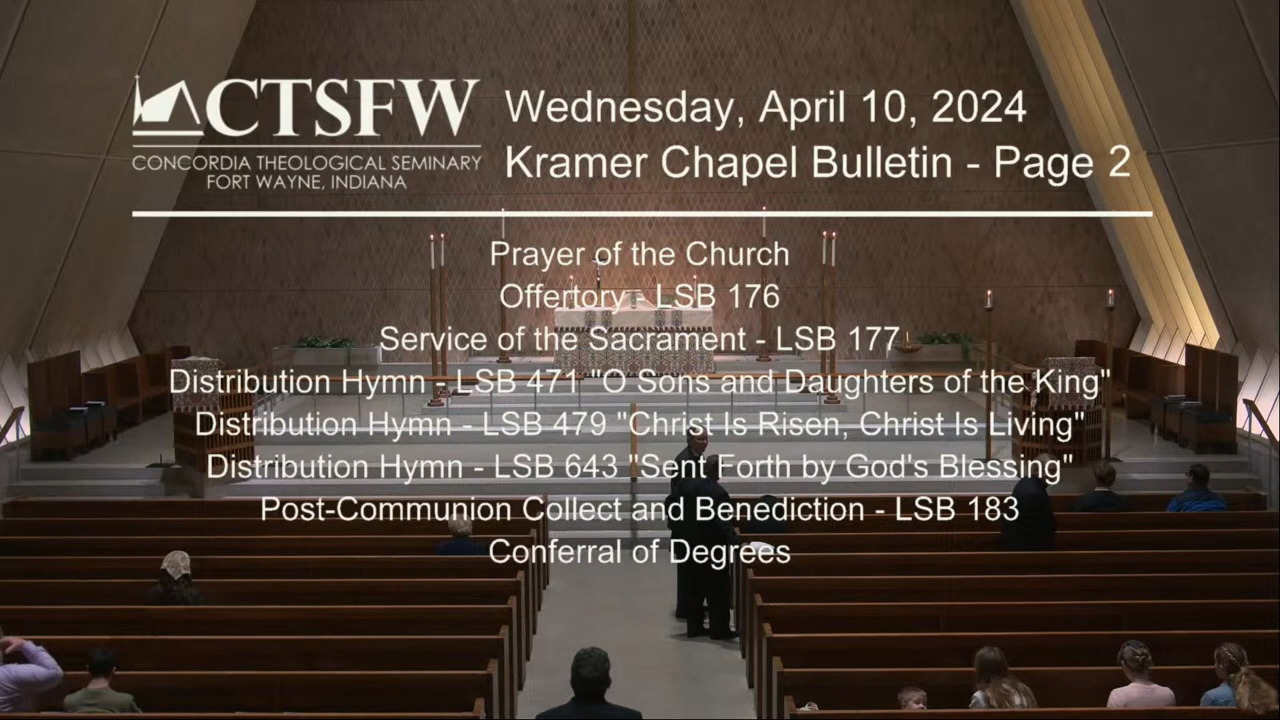 CTSFW
CONCORDIA THEOLOGICAL SEMINARY
FORT WAYNE, INDIANA
Wednesday, April 10, 2024
Kramer Chapel Bulletin - Page 2
Prayer of the Church
Offertory - LSB 176
Service of the Sacrament - LSB 177
Distribution Hymn - LSB 471 "O Sons and Daughters of the King"
Distribution Hymn - LSB 479 "Christ Is Risen, Christ Is Living"
Distribution Hymn - LSB 643 "Sent Forth by God's Blessing"
Post-Communion Collect and Benediction - LSB 183
Conferral of Degrees